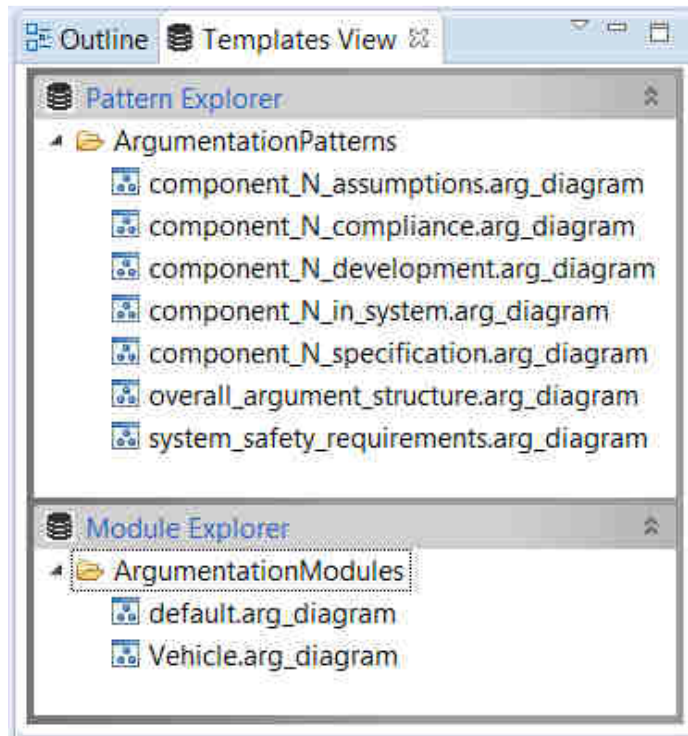 Outline Templates View
Pattern Explorer
ArgumentationPatterns
component_N_assumptions.arg_diagram
component_N_compliance.arg_diagram
component_N_development.arg_diagram
component_N_in_system.arg_diagram
component_N_specification.arg_diagram
overall_argument_structure.arg_diagram
system_safety_requirements.arg_diagram
Module Explorer
ArgumentationModules
default.arg_diagram
Vehicle.arg_diagram